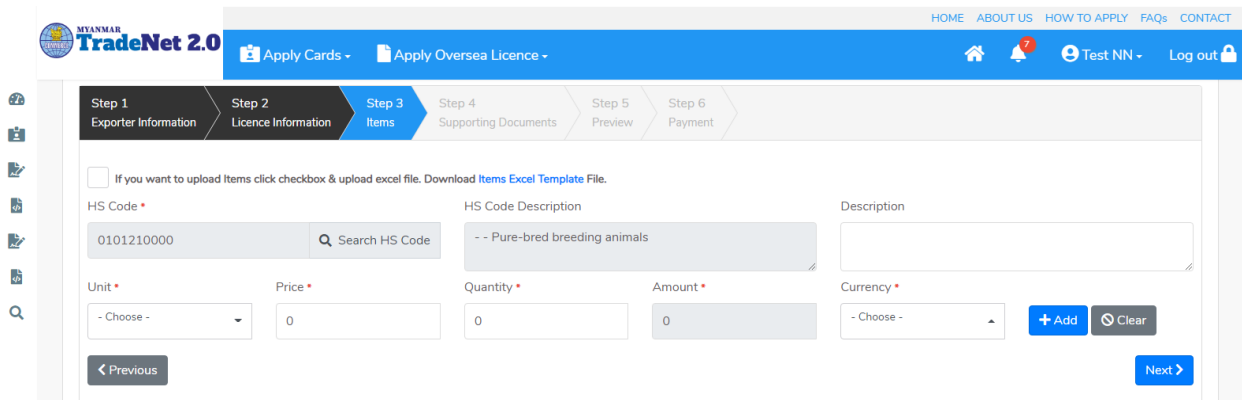 HOME ABOUT US HOW TO APPLY FAQs CONTACT
MYANMAR
TradeNet 2.0
Apply Cards
Apply Oversea Licence
7
Test NN
Log out
Step 1
Exporter Information
Step 2
Licence Information
Step 3
Items
Step 4
Supporting Documents
Step 5
Preview
Step 6
Payment
If you want to upload Items click checkbox & upload excel file. Download Items Excel Template File.
HS Code * HS Code Description Description
0101210000 Search HS Code - - Pure-bred breeding animals
Unit * Price * Quantity * Amount * Currency *
- Choose - 0 0 0 - Choose - + Add Clear
Previous Next